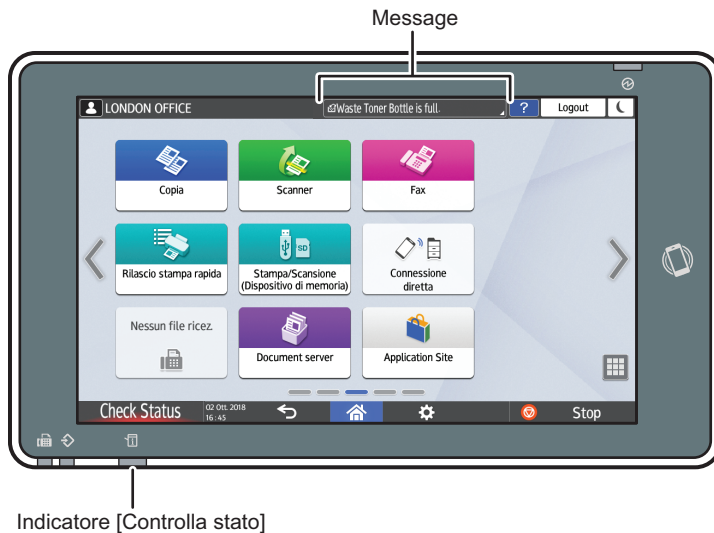 Message
LONDON OFFICE
Waste Toner Bottle is full.
?
Logout
Copia
Scanner
Fax
Rilascio stampa rapida
SD
Stampa/Scansione
(Dispositivo di memoria)
Connessione
diretta
Nessun file ricez.
Document server
Application Site
Check Status
02 Ott. 2018
16 : 45
Stop
Indicatore [Controlla stato]